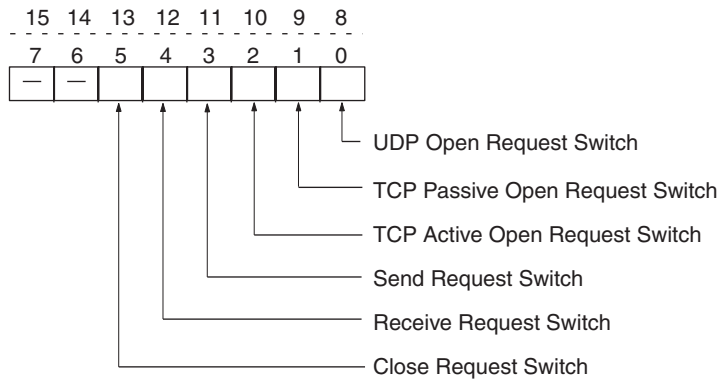 15 14 13 12 11 10 9 8
7 6 5 4 3 2 1 0
— —
UDP Open Request Switch
TCP Passive Open Request Switch
TCP Active Open Request Switch
Send Request Switch
Receive Request Switch
Close Request Switch